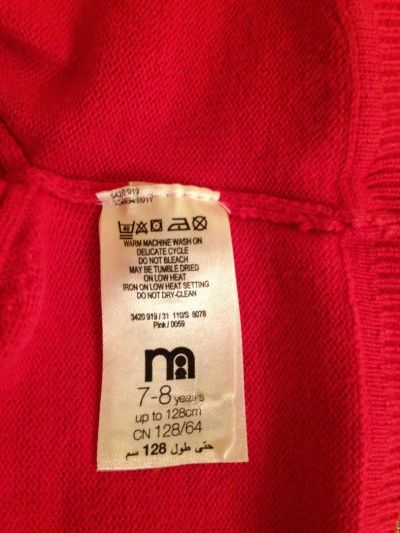 3420 919
WARM MACHINE WASH ON
DELICATE CYCLE
DO NOT BLEACH
MAY BE TUMBLE DRIED
ON LOW HEAT
IRON ON LOW HEAT SETTING
DO NOT DRY-CLEAN
3420 919 / 31 110/S 8078
Pink / 0059
m
7-8 years
up to 128cm
CN 128/64
حتى طول 128 سم